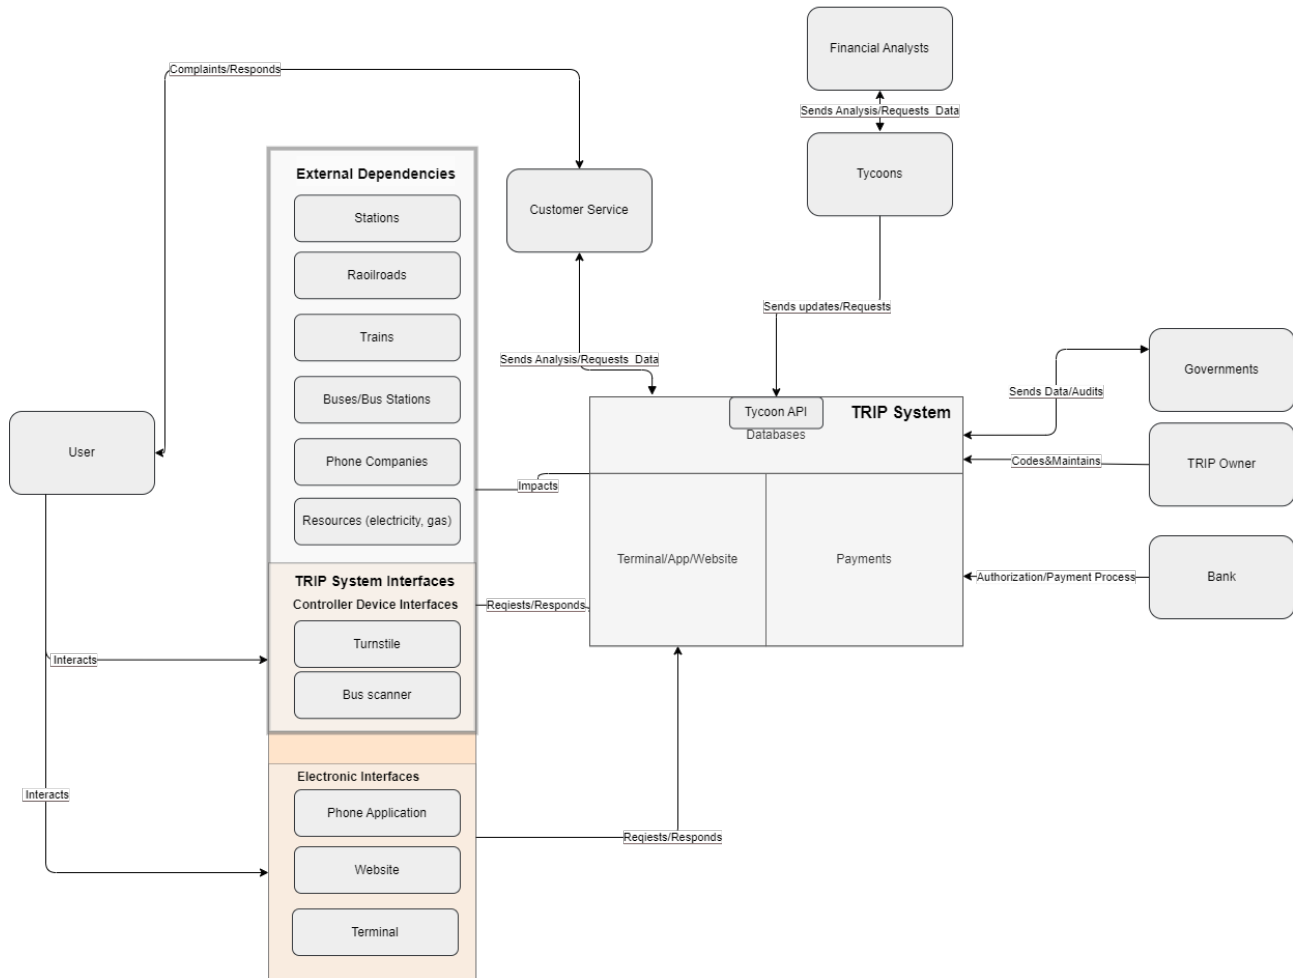 Financial Analysts
Complaints/Responds
Sends Analysis/Requests  Data
External Dependencies
Tycoons
Stations
Customer Service
Raoilroads
Sends updates/Requests
Trains
Sends Analysis/Requests  Data
Governments
Buses/Bus Stations
Sends Data/Audits
Tycoon API
TRIP System
Databases
User
Phone Companies
Codes&Maintains
TRIP Owner
Impacts
Resources (electricity, gas)
Terminal/App/Website
Payments
TRIP System Interfaces
Authorization/Payment Process
Bank
Controller Device Interfaces
Reqiests/Responds
Turnstile
Interacts
Bus scanner
Electronic Interfaces
Interacts
Phone Application
Reqiests/Responds
Website
Terminal